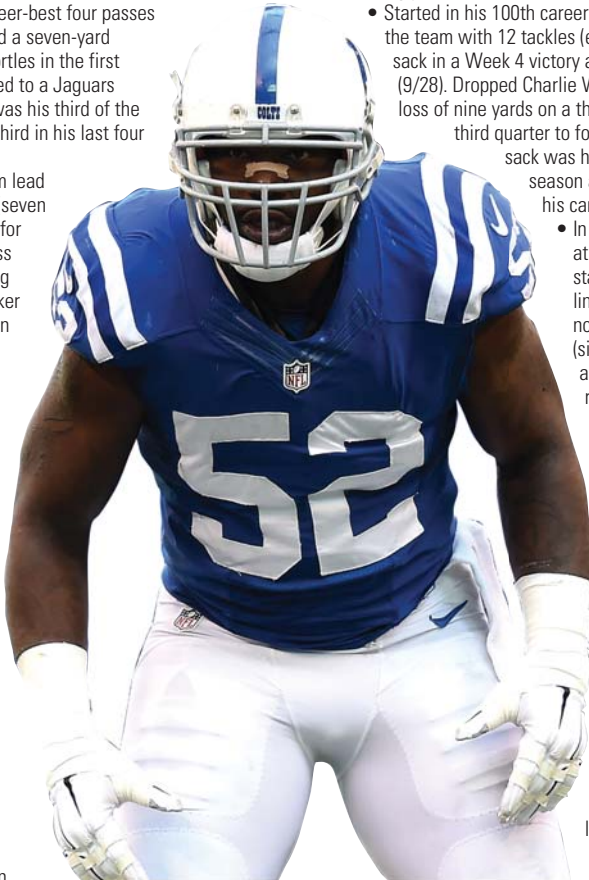 eer-best four passes
d a seven-yard
ortles in the first
ed to a Jaguars
was his third of the
hird in his last four
n lead
seven
for
ss
g
ker
n
• Started in his 100th career
the team with 12 tackles (e
sack in a Week 4 victory a
(9/28). Dropped Charlie W
loss of nine yards on a th
third quarter to fo
sack was h
season a
his car
• In
at
sta
lin
no
(si
a
r
COLTS
NFL
52
NFL
52